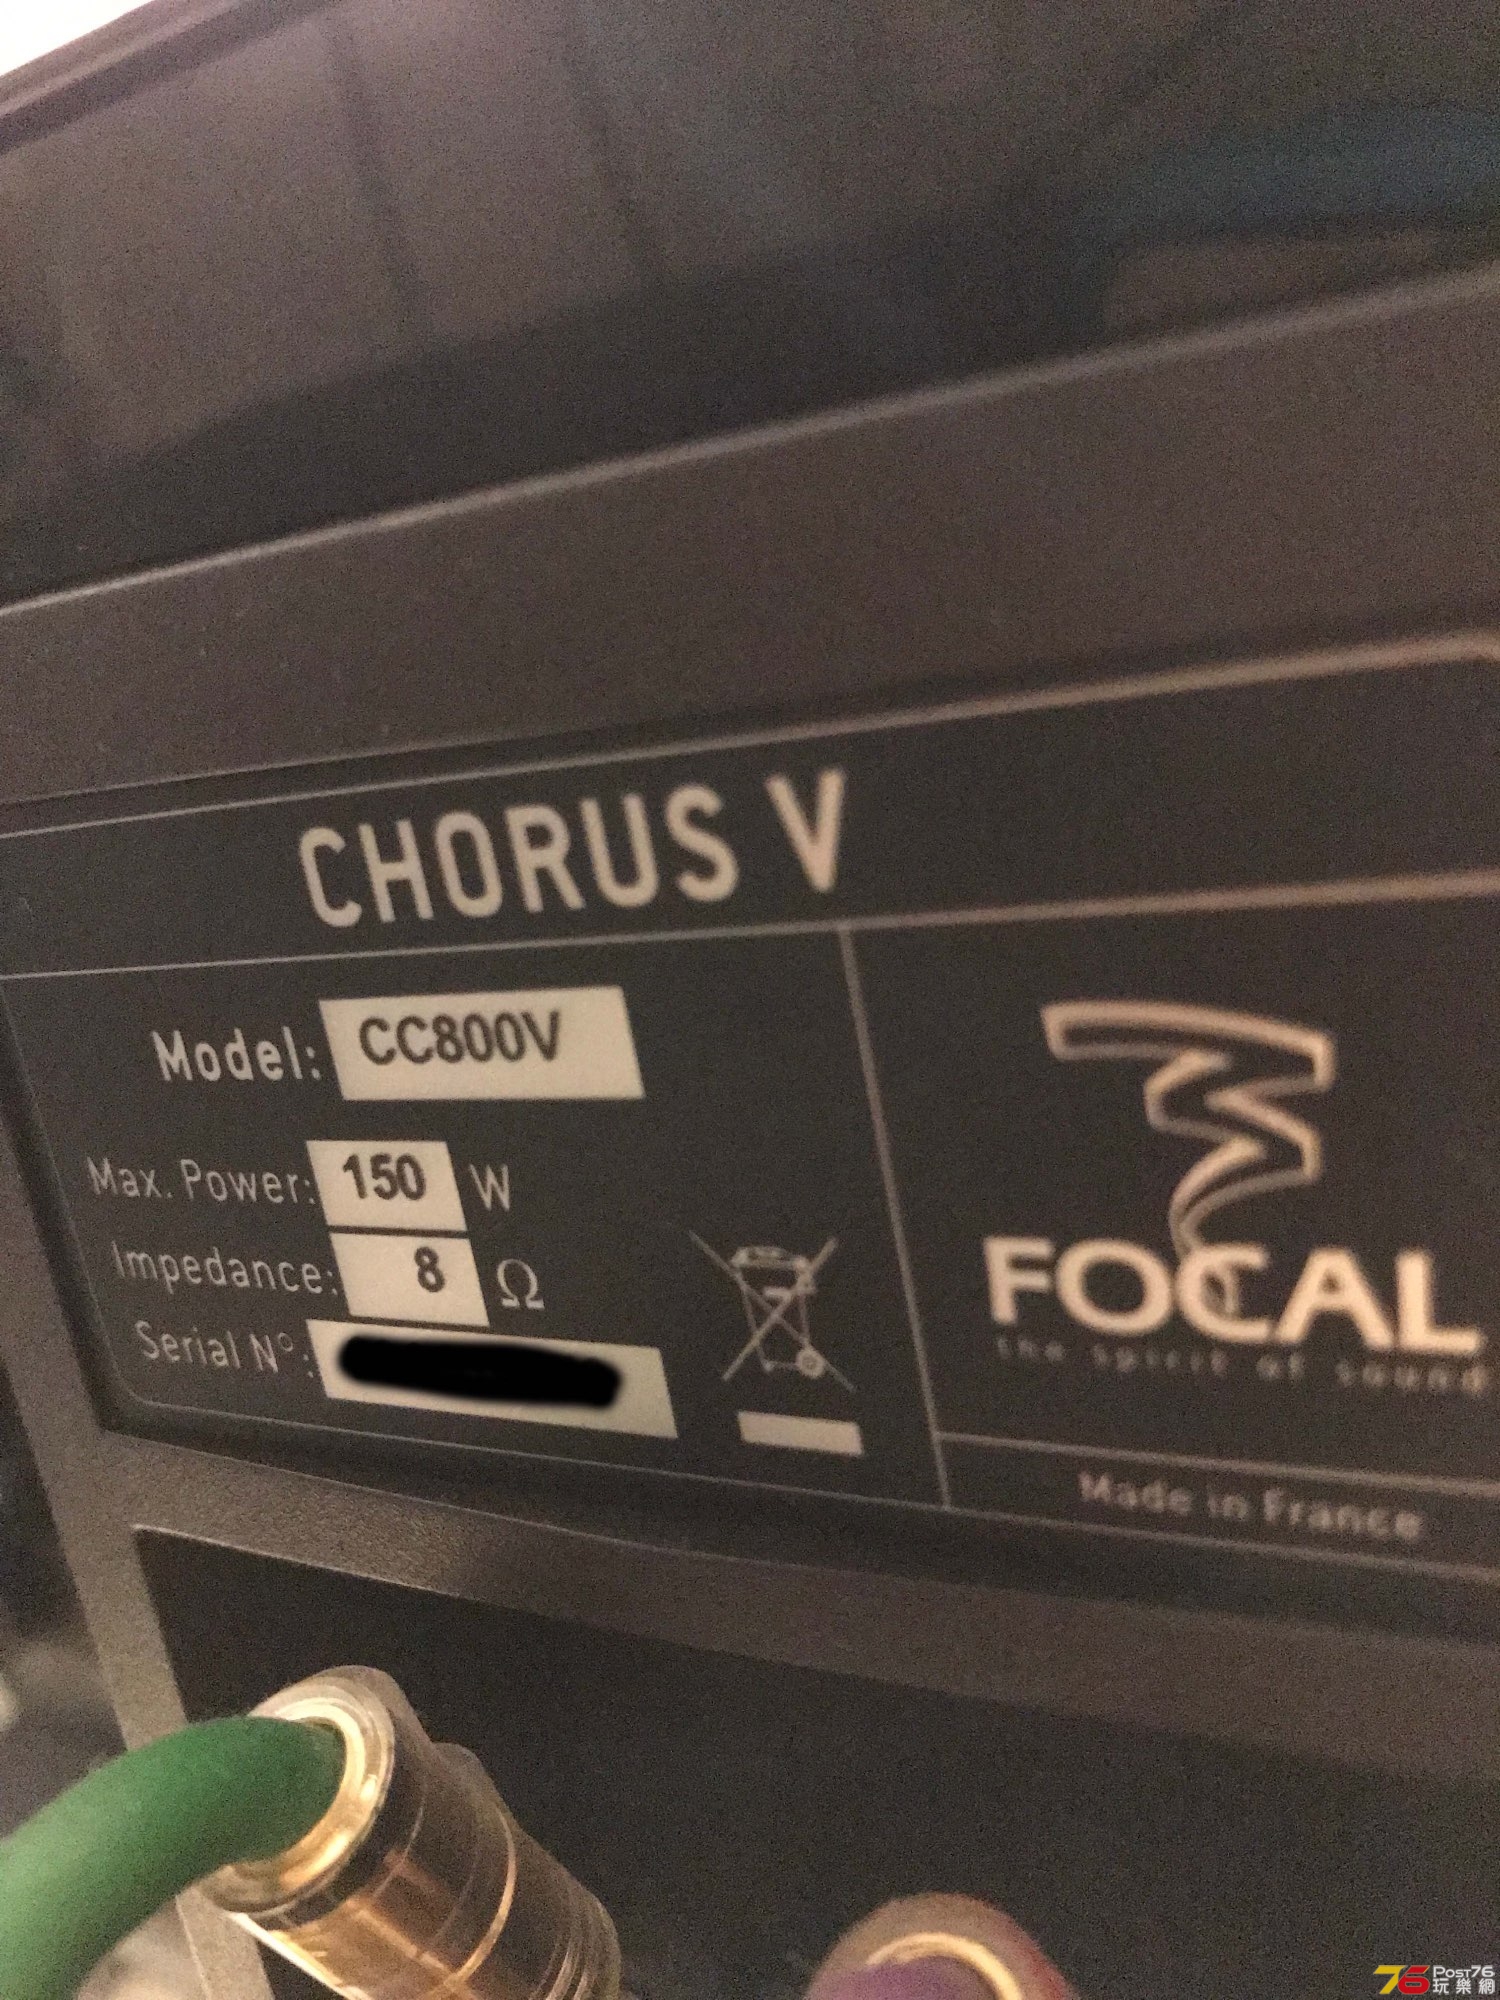 CHORUS V
Model: CC800V
Max. Power: 150 W
Impedance: 8 Ω
Serial N° :
FOCAL
the spirit of sound
Made in France
76 POST76
玩樂網